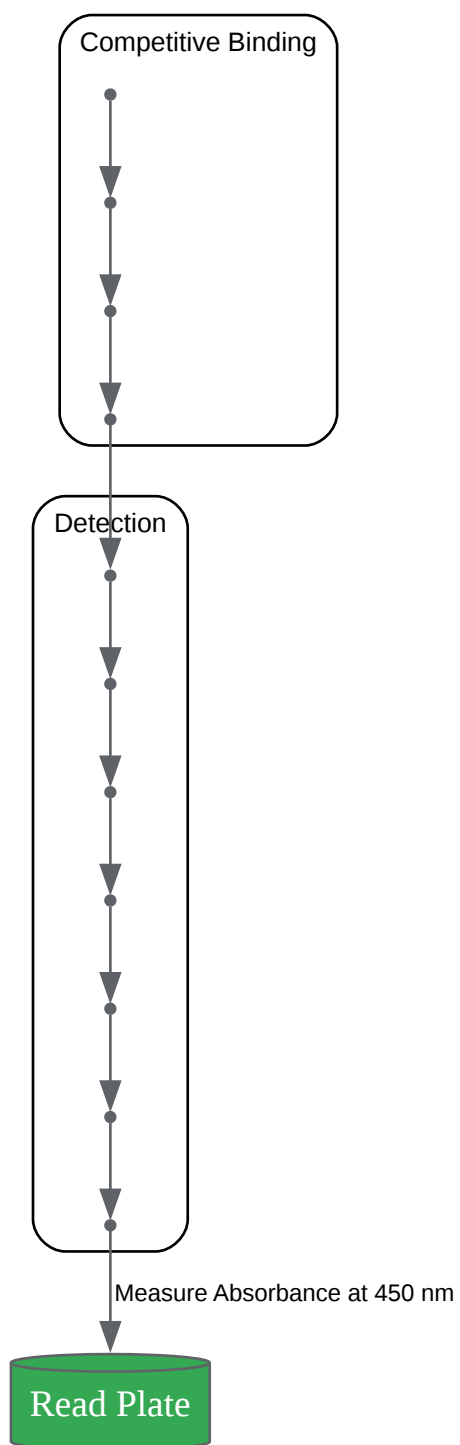 Competitive Binding
Detection
Measure Absorbance at 450 nm
Read Plate